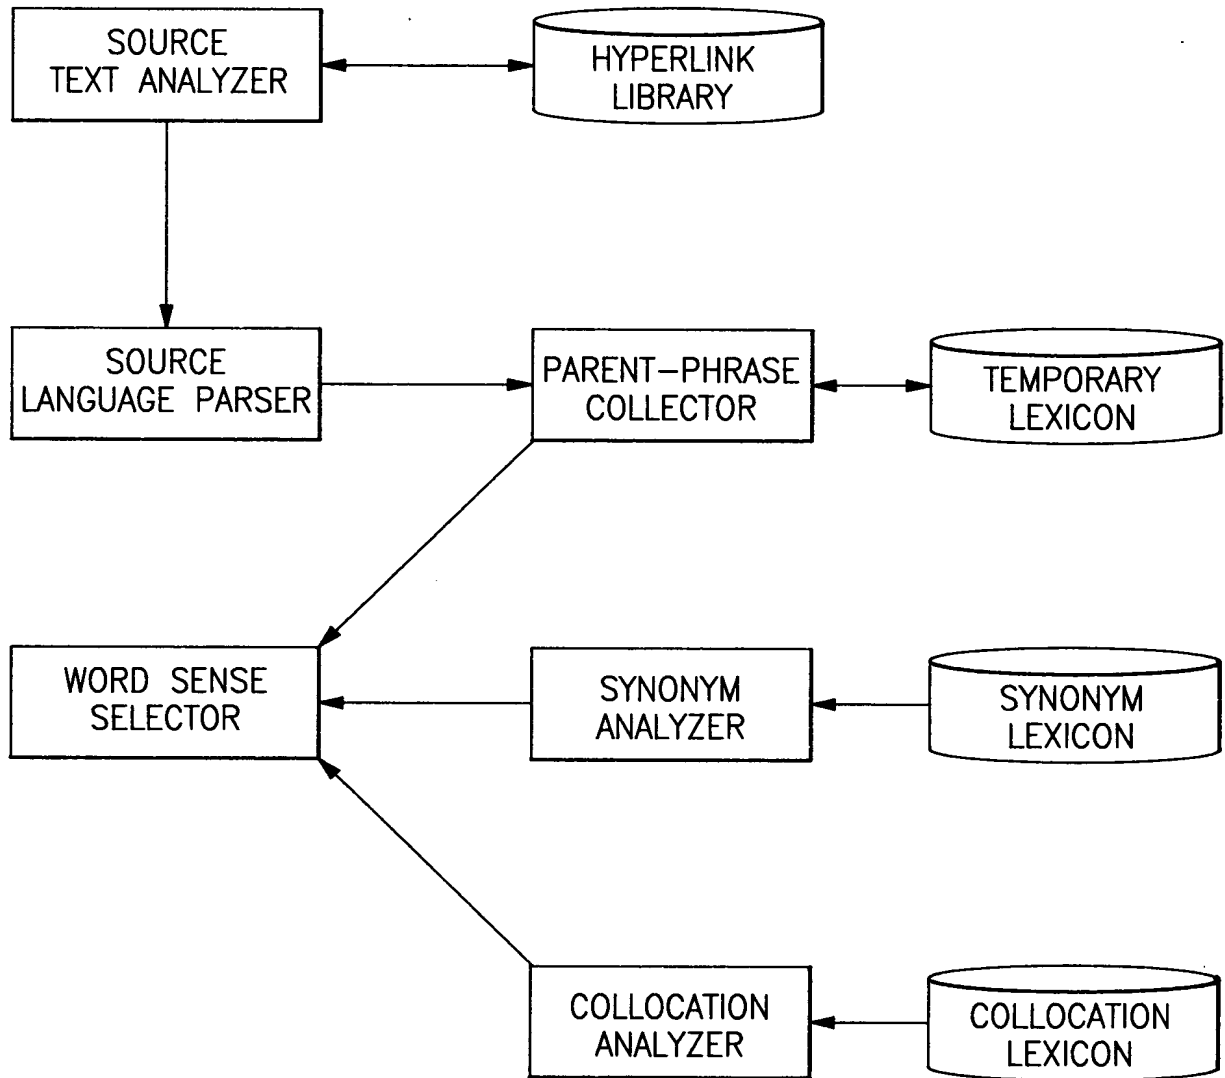 SOURCE
TEXT ANALYZER
HYPERLINK
LIBRARY
SOURCE
LANGUAGE PARSER
PARENT-PHRASE
COLLECTOR
TEMPORARY
LEXICON
WORD SENSE
SELECTOR
SYNONYM
ANALYZER
SYNONYM
LEXICON
COLLOCATION
ANALYZER
COLLOCATION
LEXICON